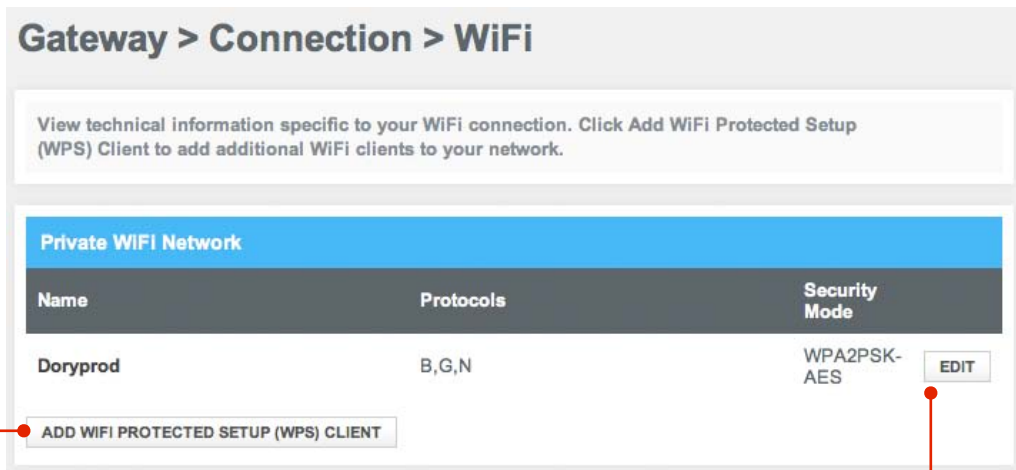 Gateway > Connection > WiFi
View technical information specific to your WiFi connection. Click Add WiFi Protected Setup
(WPS) Client to add additional WiFi clients to your network.
Private WiFi Network
Name Protocols Security Mode
Doryprod B,G,N WPA2PSK-AES EDIT
ADD WIFI PROTECTED SETUP (WPS) CLIENT